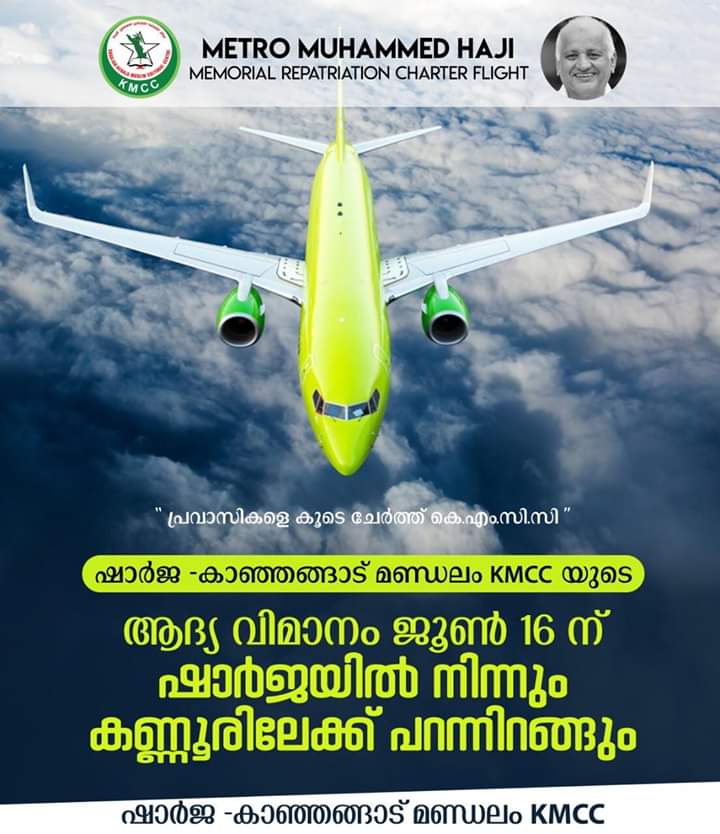 METRO MUHAMMED HAJI
MEMORIAL REPATRIATION CHARTER FLIGHT
KMCC
" പ്രവാസികളെ കൂടെ ചേർത്ത് കെ.എം.സി.സി "
ഷാർജ -കാഞ്ഞങ്ങാട് മണ്ഡലം KMCC യുടെ
ആദ്യ വിമാനം ജൂൺ 16 ന്
ഷാർജയിൽ നിന്നും
കണ്ണൂരിലേക്ക് പറന്നിറങ്ങും
ഷാർജ -കാഞ്ഞങ്ങാട് മണ്ഡലം KMCC